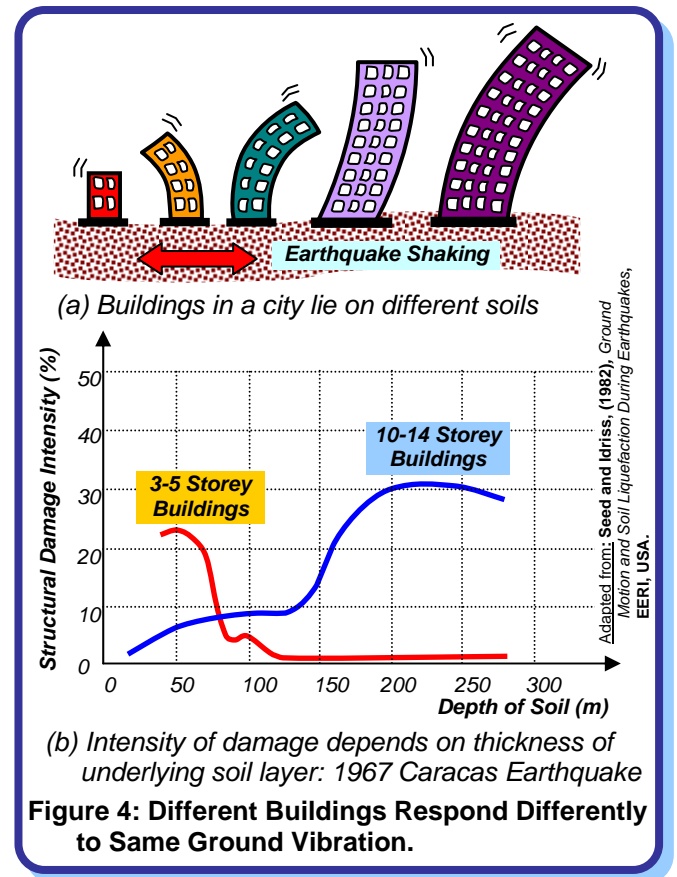 Earthquake Shaking
(a) Buildings in a city lie on different soils
Structural Damage Intensity (%)
50
40
30
20
10
0
3-5 Storey
Buildings
10-14 Storey
Buildings
0 50 100 150 200 250 300
Depth of Soil (m)
Adapted from: Seed and Idriss, (1982), Ground
Motion and Soil Liquefaction During Earthquakes,
EERI, USA.
(b) Intensity of damage depends on thickness of
underlying soil layer: 1967 Caracas Earthquake
Figure 4: Different Buildings Respond Differently
to Same Ground Vibration.